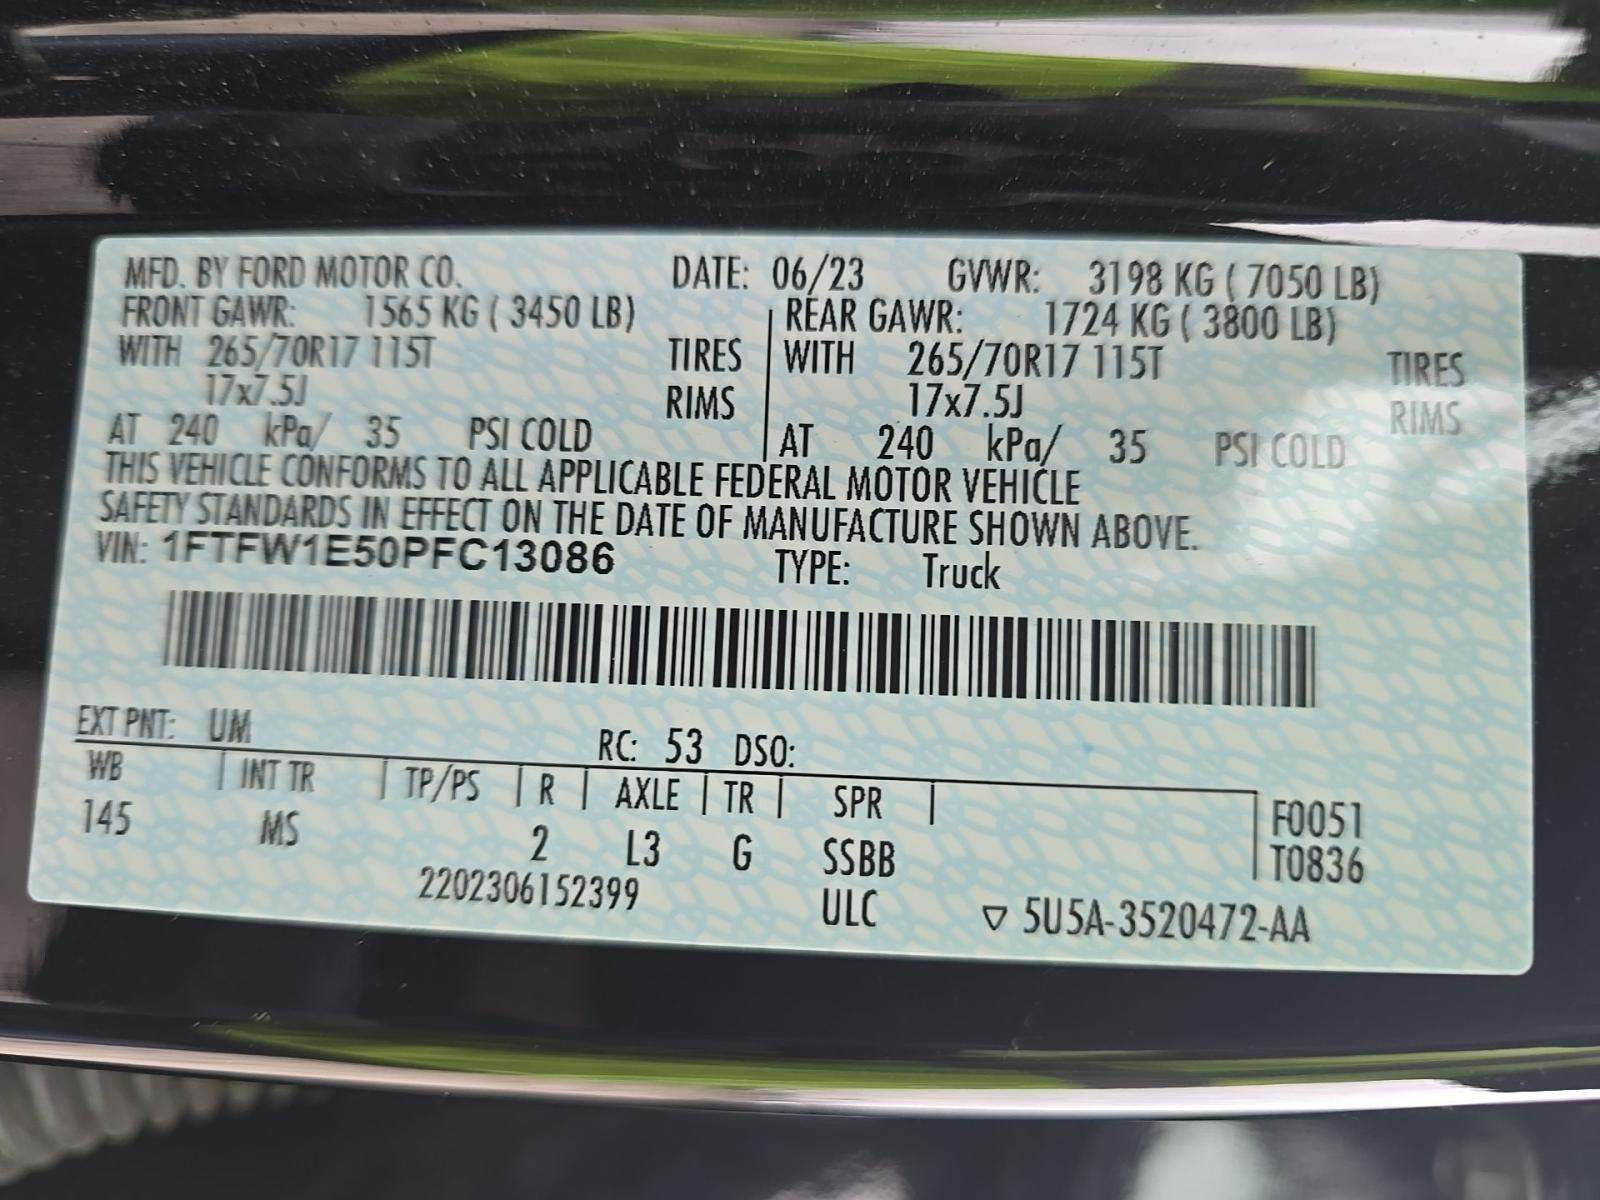 MFD. BY FORD MOTOR CO. DATE: 06/23 GVWR: 3198 KG ( 7050 LB)
FRONT GAWR: 1565 KG ( 3450 LB) REAR GAWR: 1724 KG ( 3800 LB)
WITH 265/70R17 115T TIRES WITH 265/70R17 115T TIRES
17x7.5J RIMS 17x7.5J RIMS
AT 240 kPa/ 35 PSI COLD AT 240 kPa/ 35 PSI COLD
THIS VEHICLE CONFORMS TO ALL APPLICABLE FEDERAL MOTOR VEHICLE
SAFETY STANDARDS IN EFFECT ON THE DATE OF MANUFACTURE SHOWN ABOVE.
VIN: 1FTFW1E50PFC13086 TYPE: Truck
EXT PNT: UM RC: 53 DSO:
WB INT TR TP/PS R AXLE TR SPR F0051
145 MS 2 L3 G SSBB T0836
2202306152399 ULC ▽ 5U5A-3520472-AA